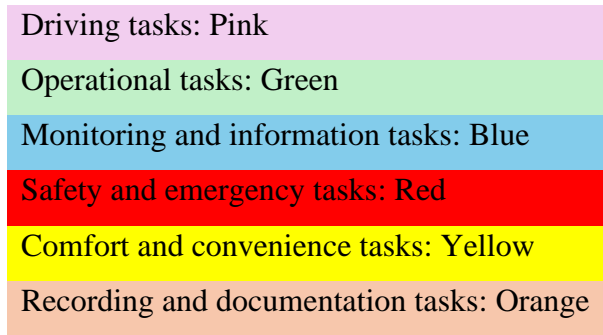 Driving tasks: Pink
Operational tasks: Green
Monitoring and information tasks: Blue
Safety and emergency tasks: Red
Comfort and convenience tasks: Yellow
Recording and documentation tasks: Orange